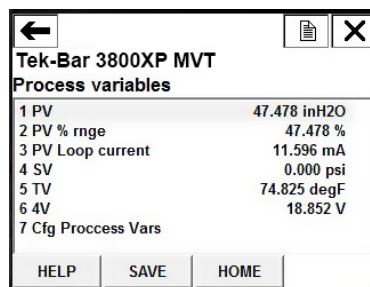 Tek-Bar 3800XP MVT
Process variables
1 PV 47.478 inH2O
2 PV % rnge 47.478 %
3 PV Loop current 11.596 mA
4 SV 0.000 psi
5 TV 74.825 degF
6 4V 18.852 V
7 Cfg Proccess Vars
HELP SAVE HOME